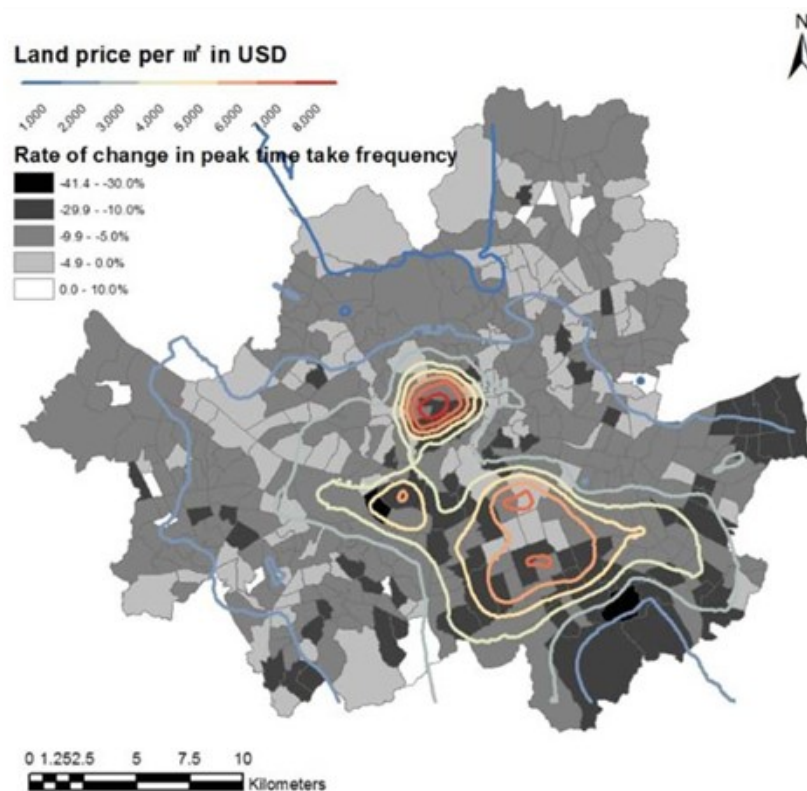 N
Land price per ㎡ in USD
1,000 2,000 3,000 4,000 5,000 6,000 7,000 8,000
Rate of change in peak time take frequency
-41.4 - -30.0%
-29.9 - -10.0%
-9.9 - -5.0%
-4.9 - 0.0%
0.0 - 10.0%
0 1.252.5 5 7.5 10
Kilometers